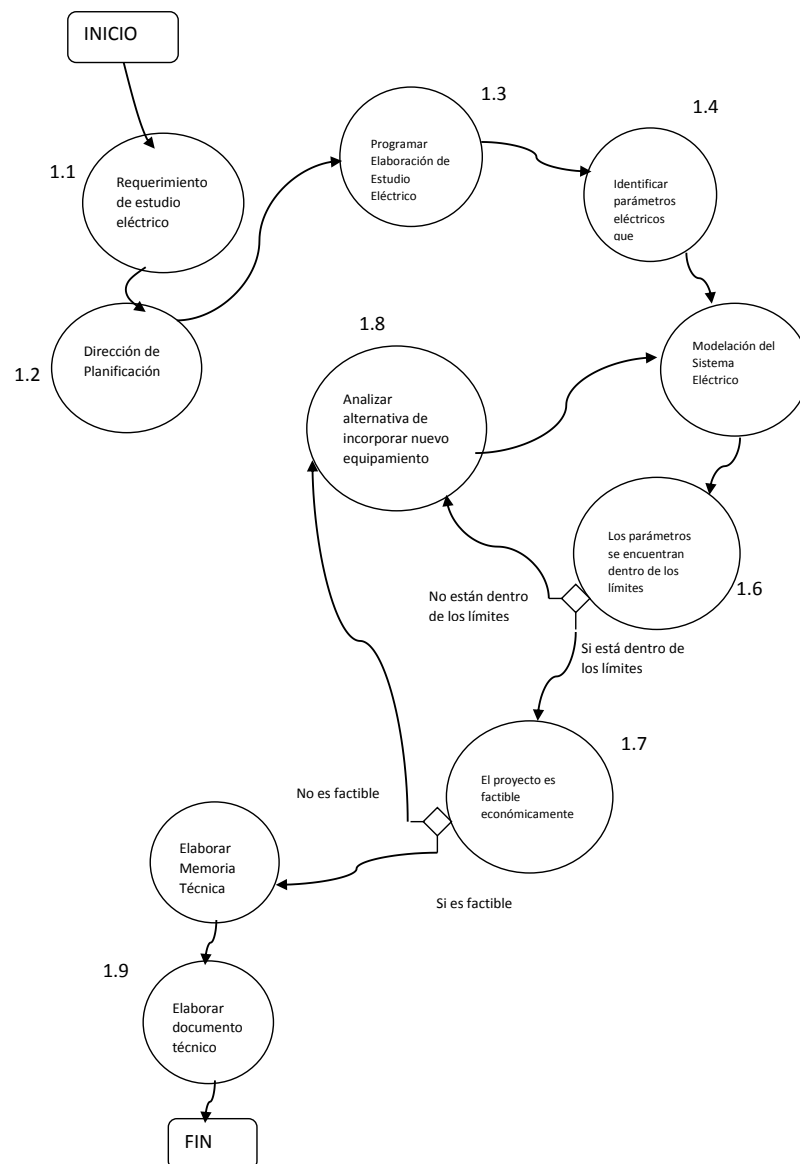 INICIO
1.1
Requerimiento
de estudio
eléctrico
1.2
Dirección de
Planificación
1.3
Programar
Elaboración de
Estudio
Eléctrico
1.4
Identificar
parámetros
eléctricos
que
Modelación del
Sistema
Eléctrico
1.8
Analizar
alternativa de
incorporar nuevo
equipamiento
Los parámetros
se encuentran
dentro de los
límites
1.6
No están dentro
de los límites
Si está dentro de
los límites
1.7
El proyecto es
factible
económicamente
No es factible
Si es factible
Elaborar
Memoria
Técnica
1.9
Elaborar
documento
técnico
FIN